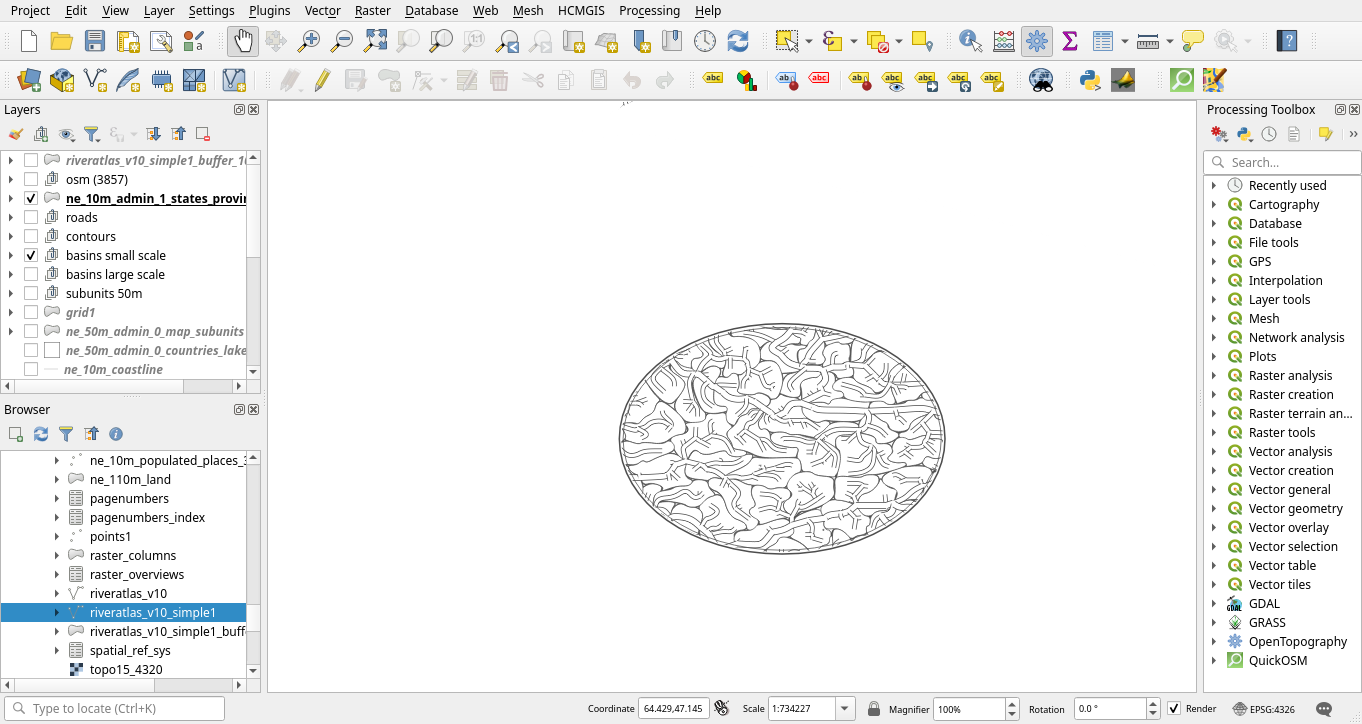 Project Edit View Layer Settings Plugins Vector Raster Database Web Mesh HCMGIS Processing Help
abc abc abc
Layers
riveratlas_v10_simple1_buffer_1
osm (3857)
ne_10m_admin_1_states_provin
roads
contours
basins small scale
basins large scale
subunits 50m
grid1
ne_50m_admin_0_map_subunits
ne_50m_admin_0_countries_lake
ne_10m_coastline
Browser
ne_10m_populated_places_3
ne_110m_land
pagenumbers
pagenumbers_index
points1
raster_columns
raster_overviews
riveratlas_v10
riveratlas_v10_simple1
riveratlas_v10_simple1_buff
spatial_ref_sys
topo15_4320
Processing Toolbox
Search...
Recently used
Cartography
Database
File tools
GPS
Interpolation
Layer tools
Mesh
Network analysis
Plots
Raster analysis
Raster creation
Raster terrain an...
Raster tools
Vector analysis
Vector creation
Vector general
Vector geometry
Vector overlay
Vector selection
Vector table
Vector tiles
GDAL
GRASS
OpenTopography
QuickOSM
Type to locate (Ctrl+K) Coordinate 64.429,47.145 Scale 1:734227 Magnifier 100% Rotation 0.0 ° Render EPSG:4326